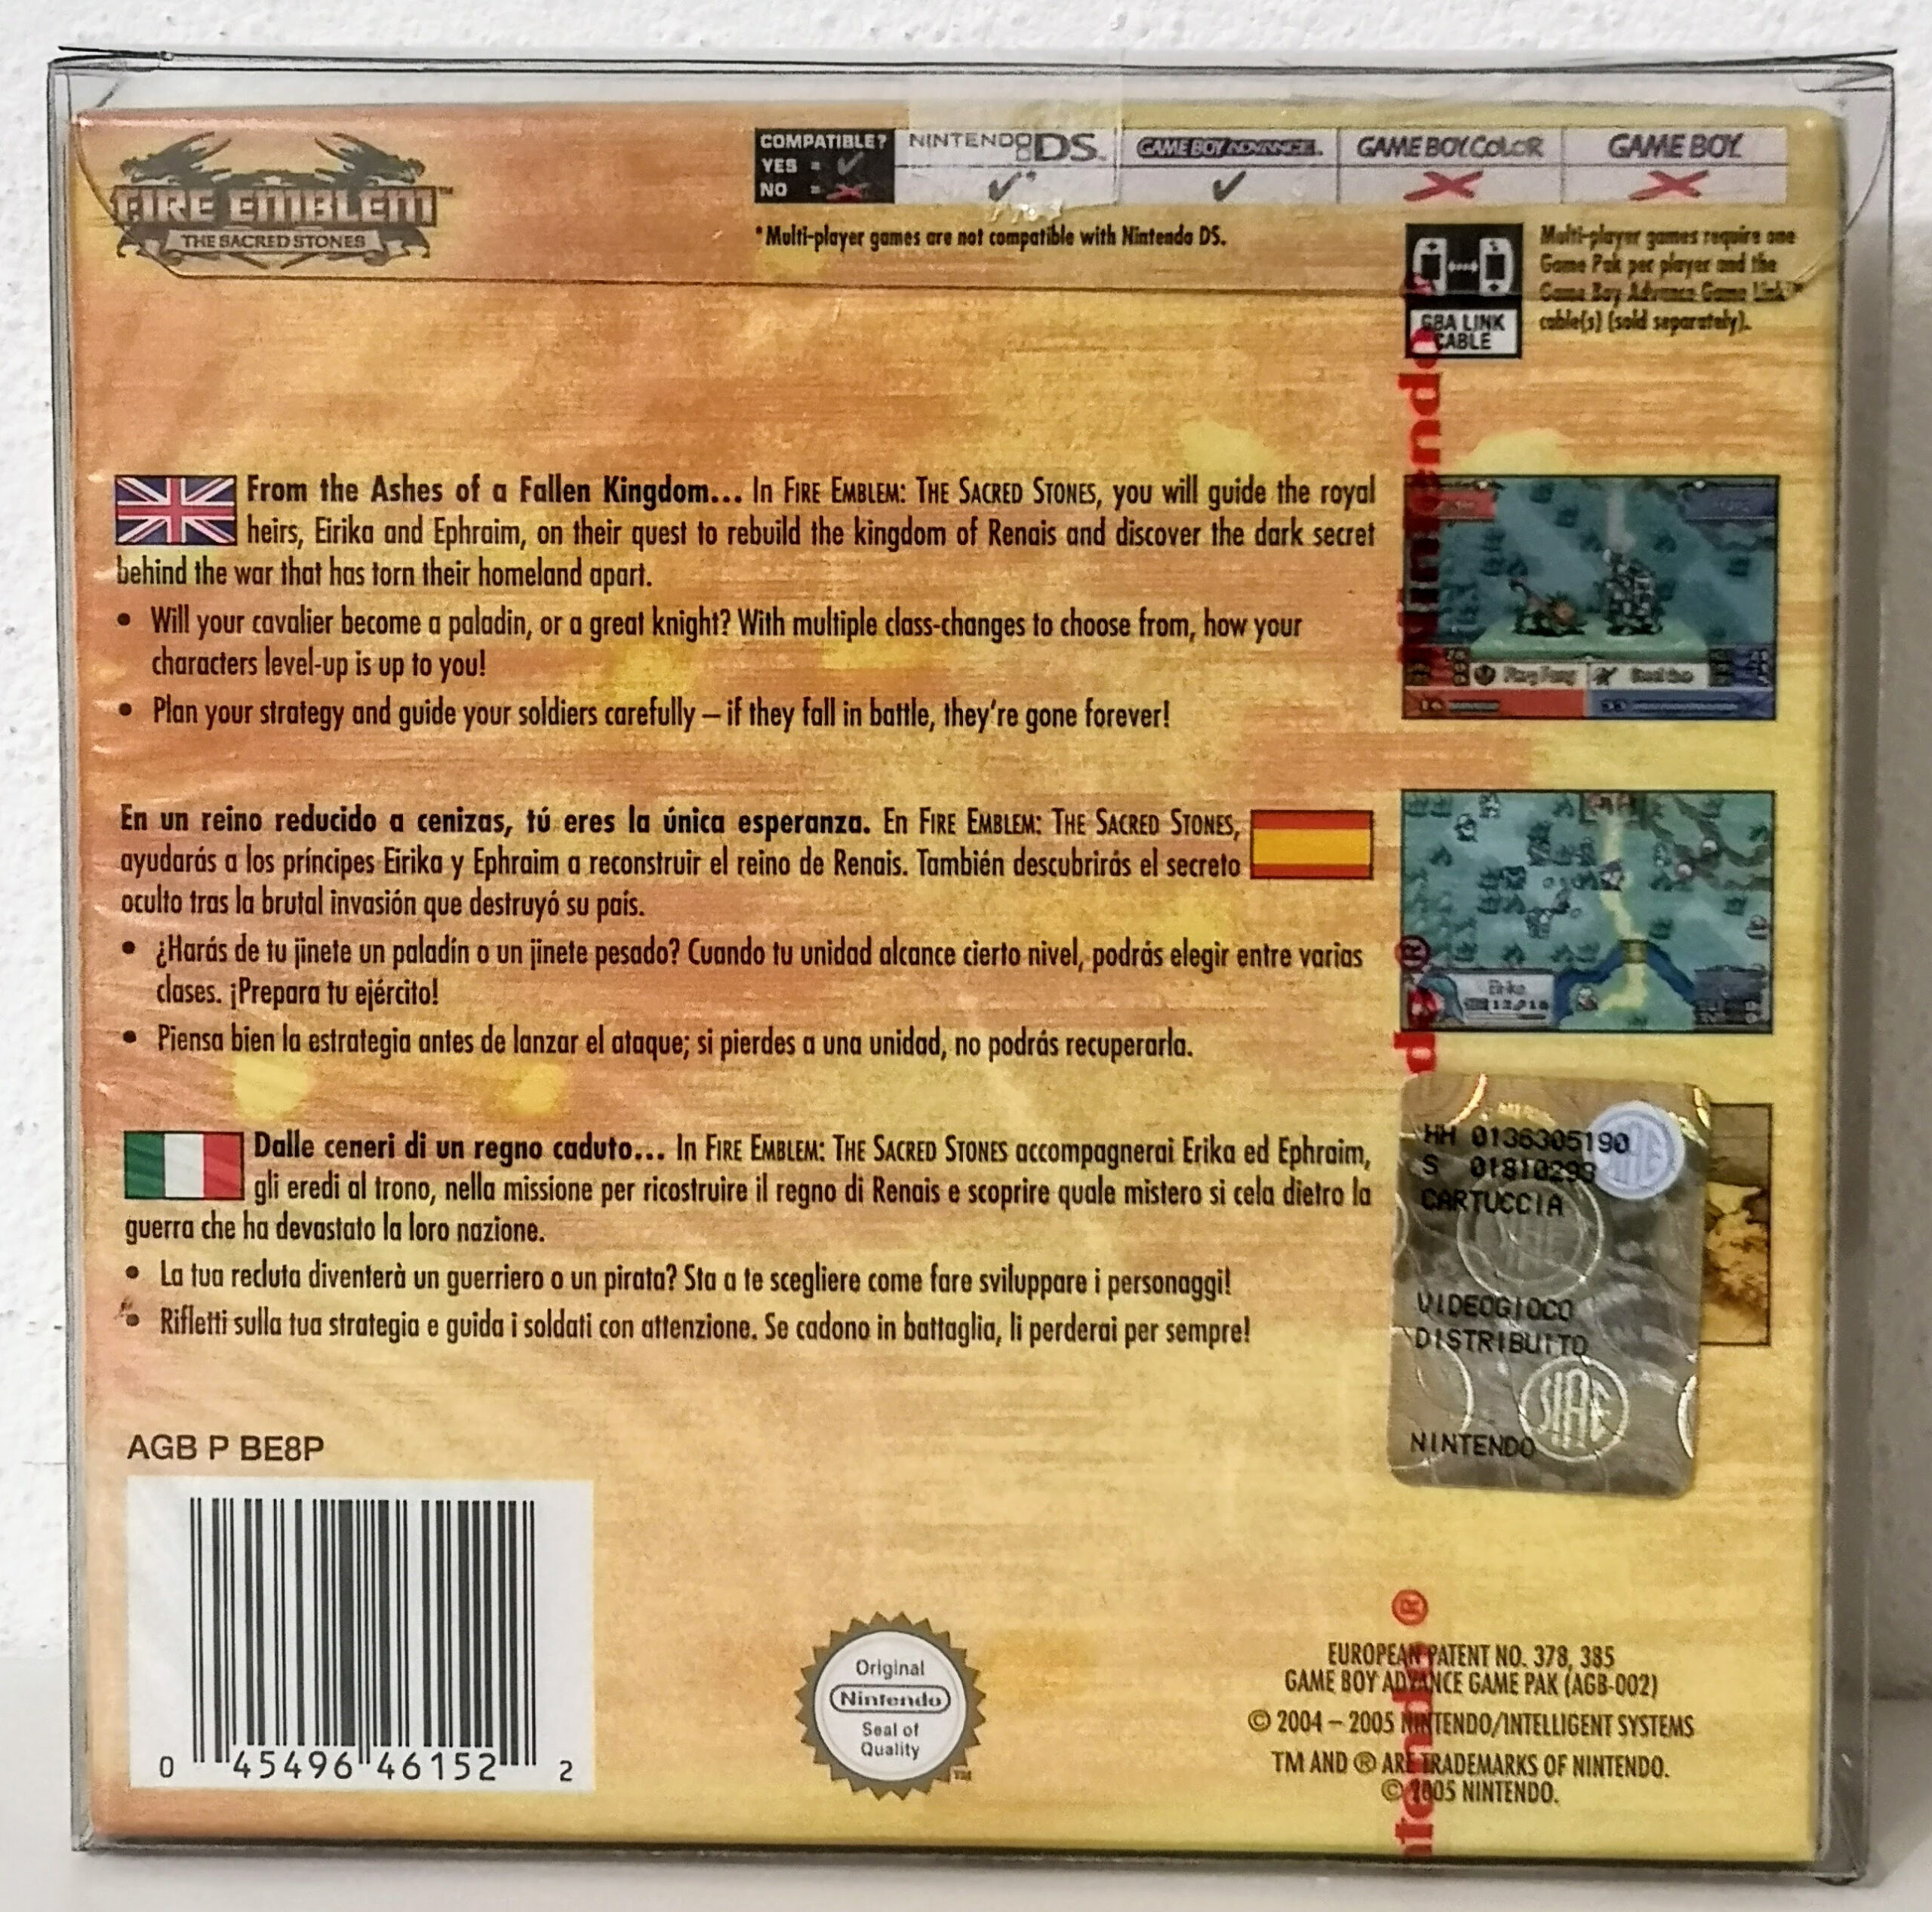 FIRE EMBLEM™
THE SACRED STONES
COMPATIBLE?
YES =
NO =
NINTENDO DS™
GAME BOY ADVANCE
GAME BOY COLOR
GAME BOY
*Multi-player games are not compatible with Nintendo DS.
GBA LINK
CABLE
Multi-player games require one
Game Pak per player and the
Game Boy Advance Game Link™
cable(s) (sold separately).
From the Ashes of a Fallen Kingdom... In FIRE EMBLEM: THE SACRED STONES, you will guide the royal
heirs, Eirika and Ephraim, on their quest to rebuild the kingdom of Renais and discover the dark secret
behind the war that has torn their homeland apart.
• Will your cavalier become a paladin, or a great knight? With multiple class-changes to choose from, how your
characters level-up is up to you!
• Plan your strategy and guide your soldiers carefully – if they fall in battle, they're gone forever!
En un reino reducido a cenizas, tú eres la única esperanza. En FIRE EMBLEM: THE SACRED STONES,
ayudarás a los príncipes Eirika y Ephraim a reconstruir el reino de Renais. También descubrirás el secreto
oculto tras la brutal invasión que destruyó su país.
• ¿Harás de tu jinete un paladín o un jinete pesado? Cuando tu unidad alcance cierto nivel, podrás elegir entre varias
clases. ¡Prepara tu ejército!
• Piensa bien la estrategia antes de lanzar el ataque; si pierdes a una unidad, no podrás recuperarla.
Dalle ceneri di un regno caduto... In FIRE EMBLEM: THE SACRED STONES accompagnerai Erika ed Ephraim,
gli eredi al trono, nella missione per ricostruire il regno di Renais e scoprire quale mistero si cela dietro la
guerra che ha devastato la loro nazione.
• La tua recluta diventerà un guerriero o un pirata? Sta a te scegliere come fare sviluppare i personaggi!
• Rifletti sulla tua strategia e guida i soldati con attenzione. Se cadono in battaglia, li perderai per sempre!
Nintendo
Eirika
HH 0136305190
S 01810293
CARTUCCIA
VIDEOGIOCO
DISTRIBUITO
SIAE
NINTENDO
AGB P BE8P
0 45496 46152 2
Original
Nintendo
Seal of
Quality
™
EUROPEAN PATENT NO. 378, 385
GAME BOY ADVANCE GAME PAK (AGB-002)
© 2004 – 2005 NINTENDO/INTELLIGENT SYSTEMS
TM AND ® ARE TRADEMARKS OF NINTENDO.
© 2005 NINTENDO.